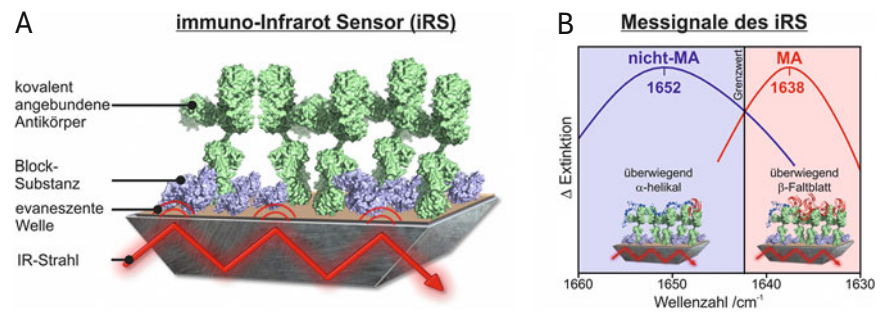 A
immuno-Infrarot Sensor (iRS)
kovalent
angebundene
Antikörper
Block-
Substanz
evaneszente
Welle
IR-Strahl
B
Messignale des iRS
nicht-MA
1652
Grenzwert
MA
1638
Δ Extinktion
überwiegend
α-helikal
überwiegend
β-Faltblatt
1660
1650
1640
1630
Wellenzahl /cm⁻¹